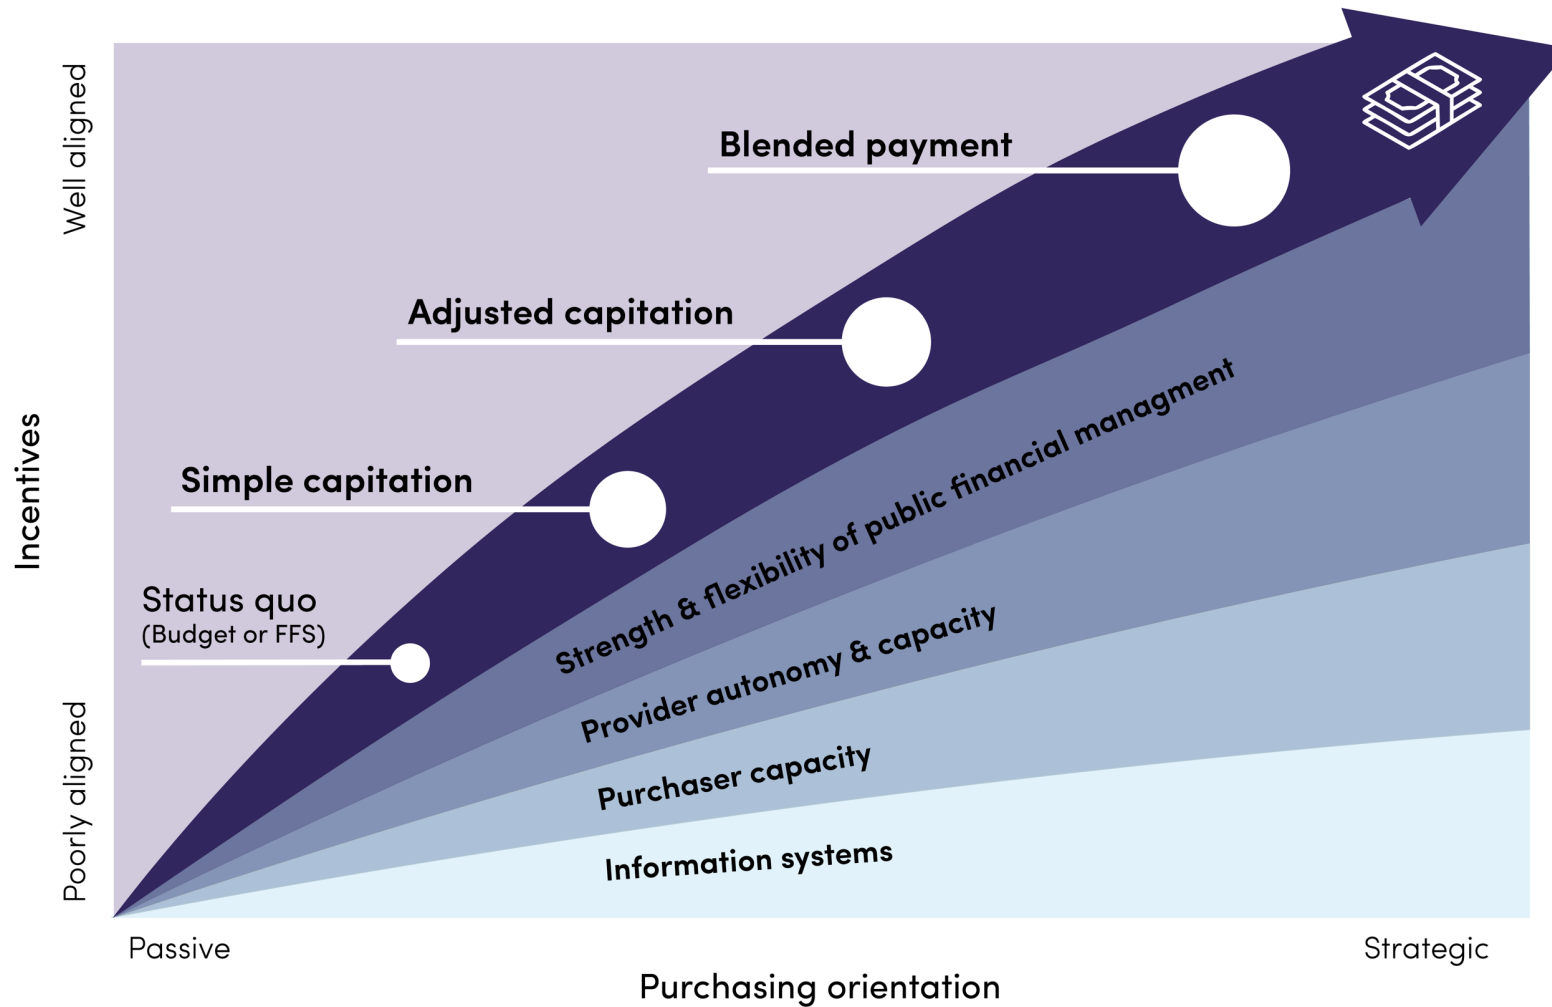 Well aligned
Incentives
Poorly aligned
Blended payment
Adjusted capitation
Simple capitation
Status quo
(Budget or FFS)
Strength & flexibility of public financial managment
Provider autonomy & capacity
Purchaser capacity
Information systems
Passive
Strategic
Purchasing orientation